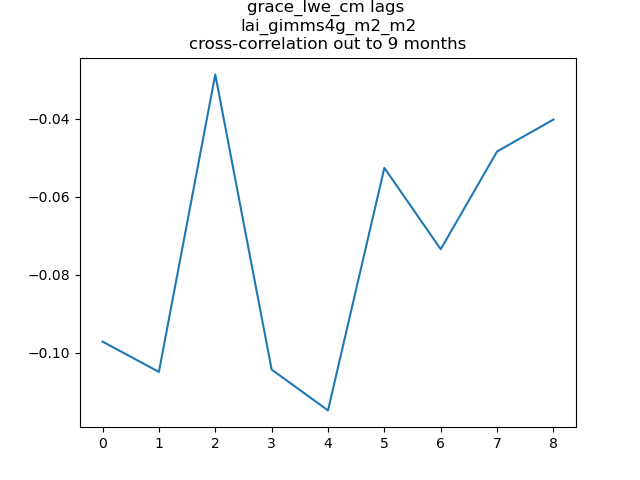 grace_lwe_cm lags
lai_gimms4g_m2_m2
cross-correlation out to 9 months
−0.04
−0.06
−0.08
−0.10
0 1 2 3 4 5 6 7 8